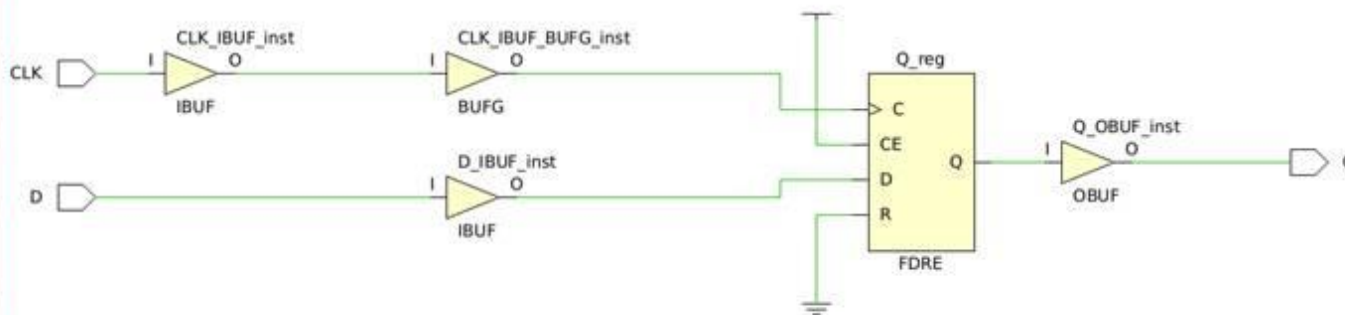 CLK_IBUF_inst
CLK_IBUF_BUFG_inst
Q_reg
CLK
I
O
I
O
IBUF
BUFG
C
CE
Q_OBUF_inst
D_IBUF_inst
Q
I
O
D
I
O
D
OBUF
R
IBUF
FDRE